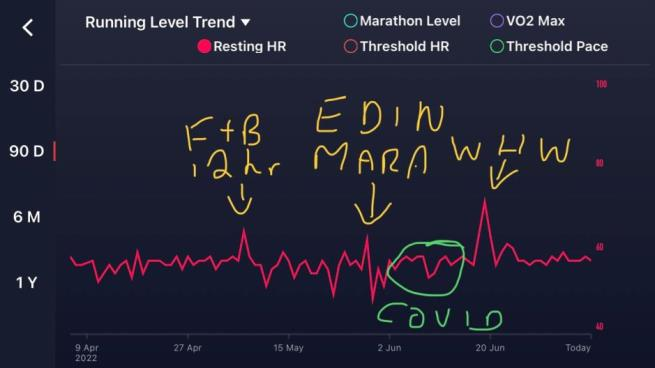 Running Level Trend ▼
Marathon Level
VO2 Max
Resting HR
Threshold HR
Threshold Pace
30 D
90 D
6 M
1 Y
100
80
60
40
F+B
12hr
EDIN
MARA
WHW
COVID
9 Apr
2022
27 Apr
15 May
2 Jun
20 Jun
Today